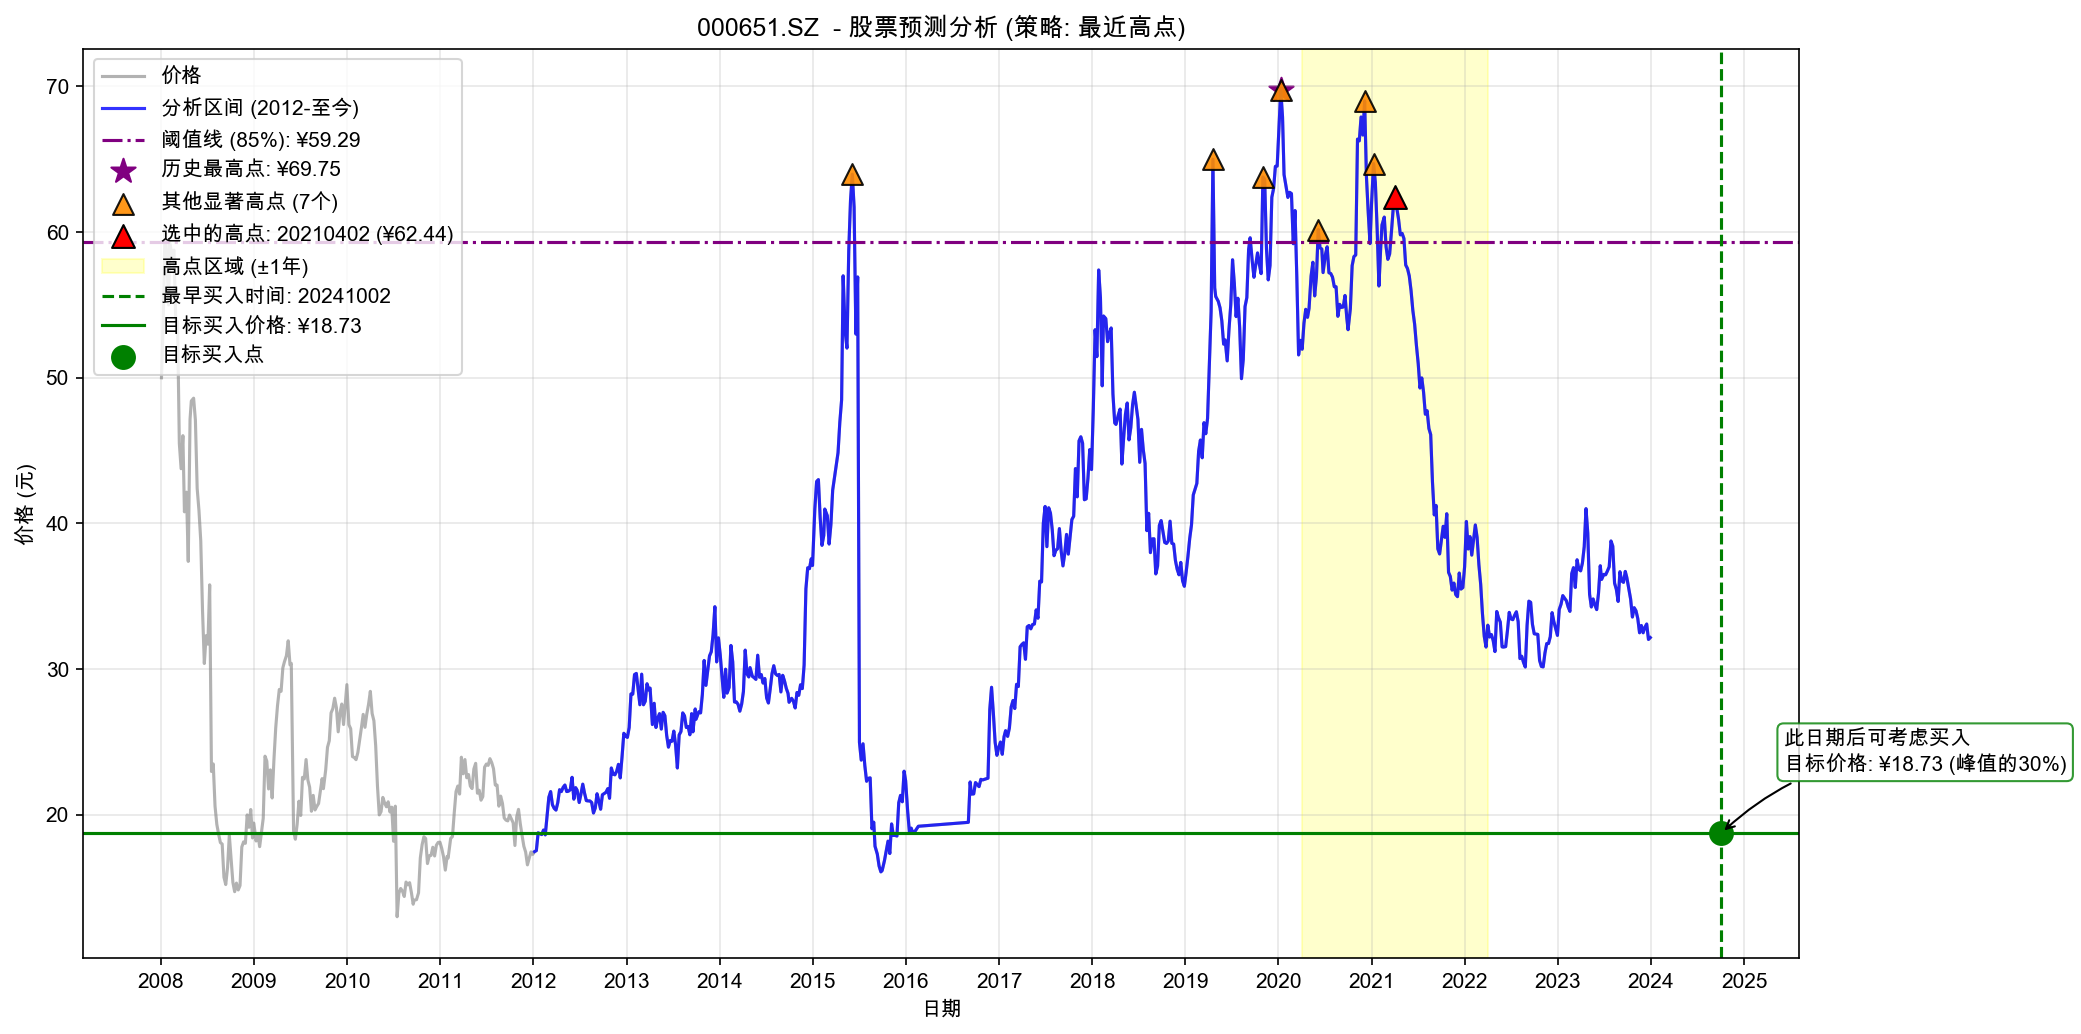 000651.SZ - 股票预测分析 (策略: 最近高点)
价格
分析区间 (2012-至今)
阈值线 (85%): ¥59.29
历史最高点: ¥69.75
其他显著高点 (7个)
选中的高点: 20210402 (¥62.44)
高点区域 (±1年)
最早买入时间: 20241002
目标买入价格: ¥18.73
目标买入点
价格 (元)
70
60
50
40
30
20
此日期后可考虑买入
目标价格: ¥18.73 (峰值的30%)
2008 2009 2010 2011 2012 2013 2014 2015 2016 2017 2018 2019 2020 2021 2022 2023 2024 2025
日期